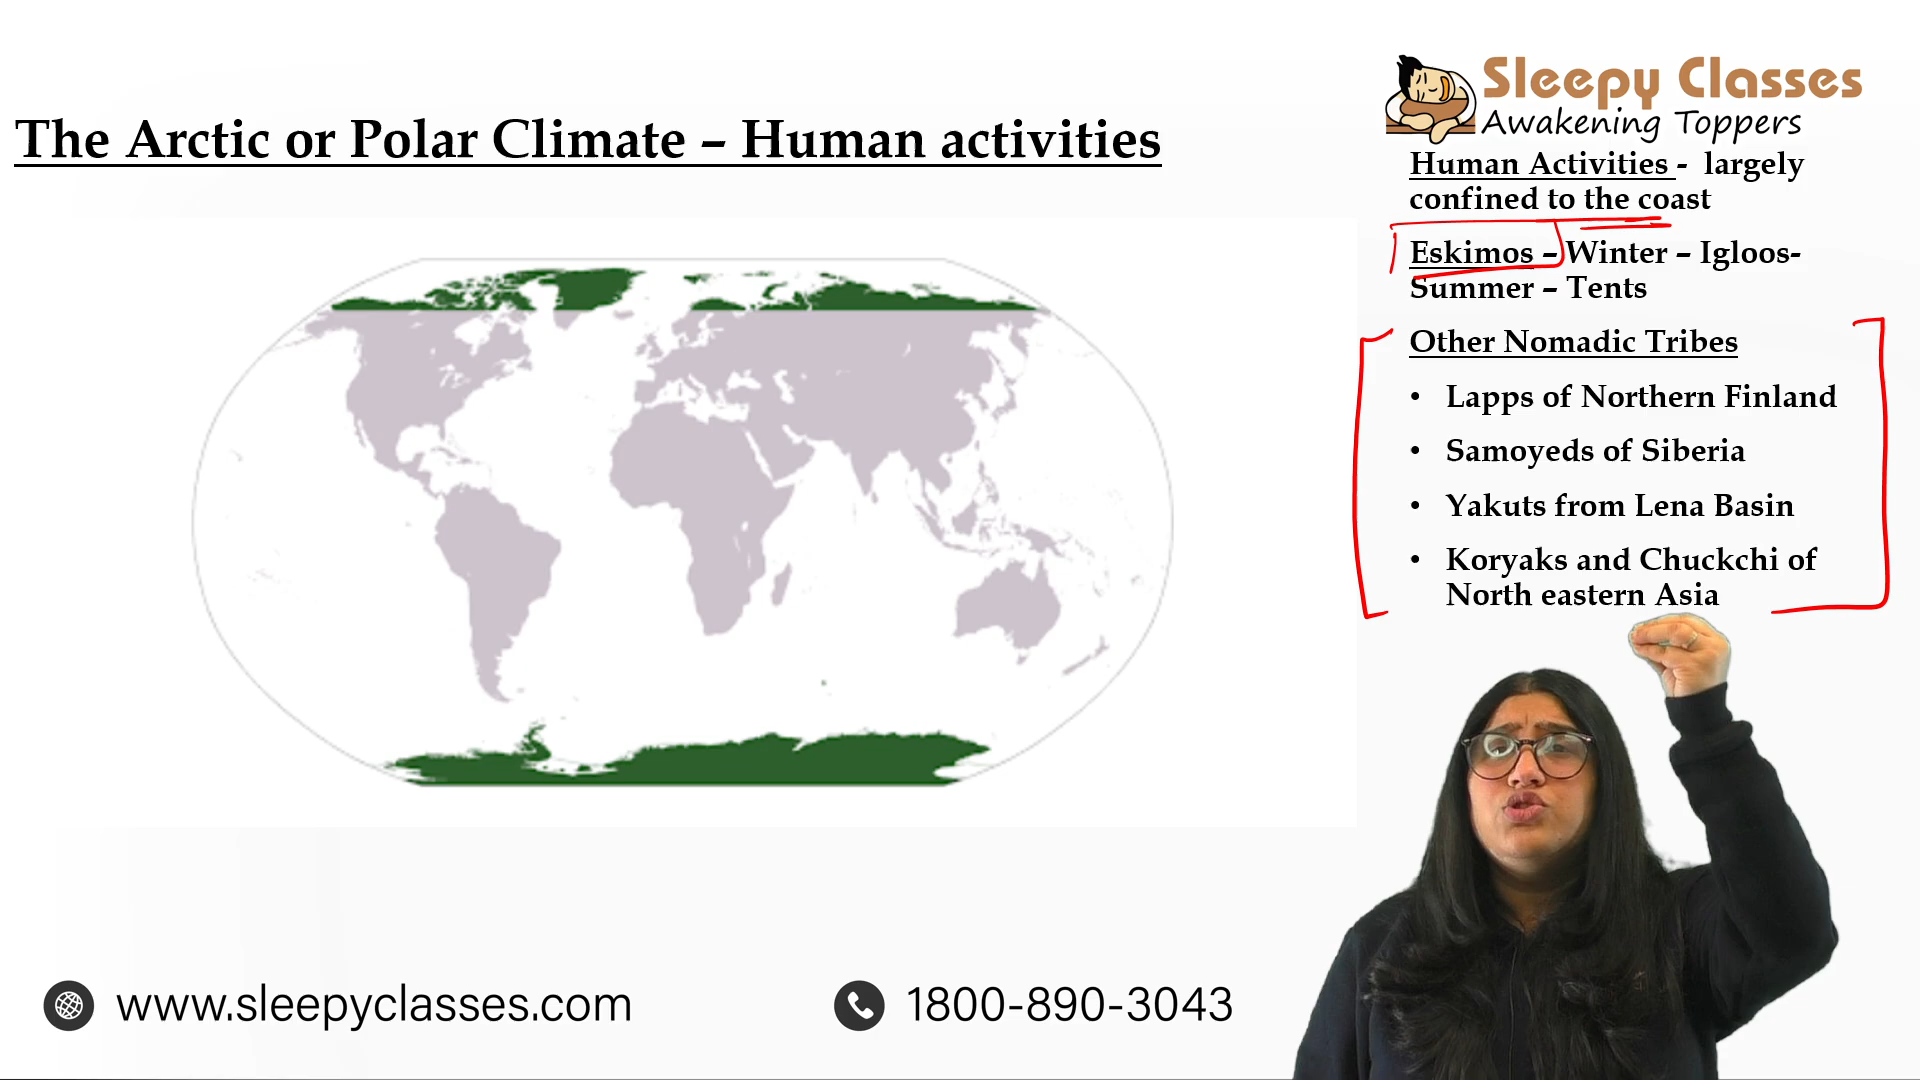 Sleepy Classes
Awakening Toppers
The Arctic or Polar Climate – Human activities
Human Activities - largely
confined to the coast
Eskimos – Winter – Igloos-
Summer – Tents
Other Nomadic Tribes
• Lapps of Northern Finland
• Samoyeds of Siberia
• Yakuts from Lena Basin
• Koryaks and Chuckchi of
North eastern Asia
www.sleepyclasses.com
1800-890-3043